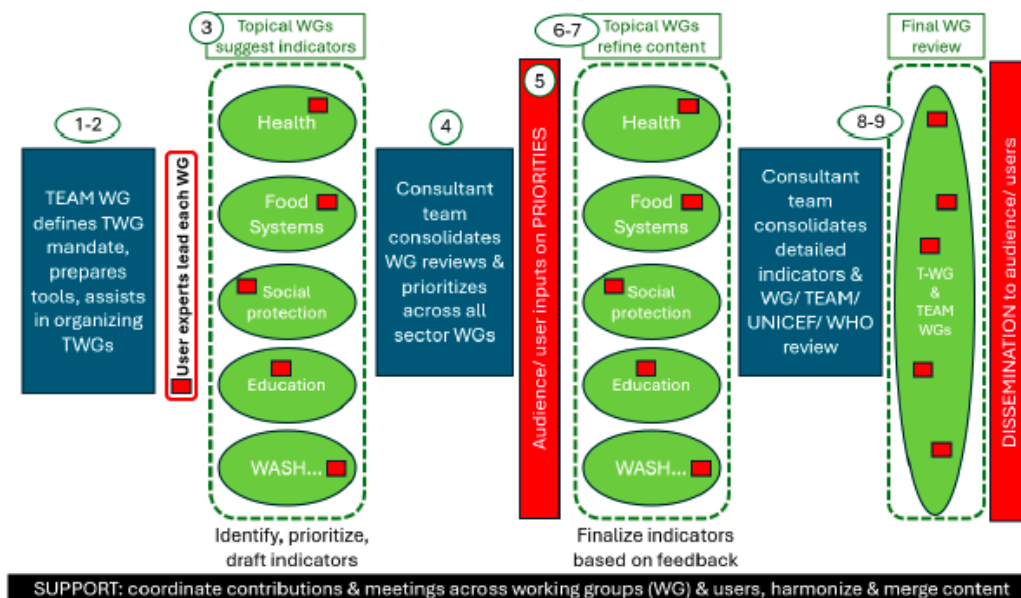 3
Topical WGs
suggest indicators
6-7
Topical WGs
refine content
Final WG
review
1-2
TEAM WG
defines TWG
mandate,
prepares
tools, assists
in organizing
TWGs
User experts lead each WG
Health
Food
Systems
Social
protection
Education
WASH...
Identify, prioritize,
draft indicators
4
Consultant
team
consolidates
WG reviews &
prioritizes
across all
sector WGs
5
Audience/ user inputs on PRIORITIES
Health
Food
Systems
Social
protection
Education
WASH...
Finalize indicators
based on feedback
8-9
Consultant
team
consolidates
detailed
indicators &
WG/ TEAM/
UNICEF/ WHO
review
T-WG
&
TEAM
WGs
DISSEMINATION to audience/ users
SUPPORT: coordinate contributions & meetings across working groups (WG) & users, harmonize & merge content